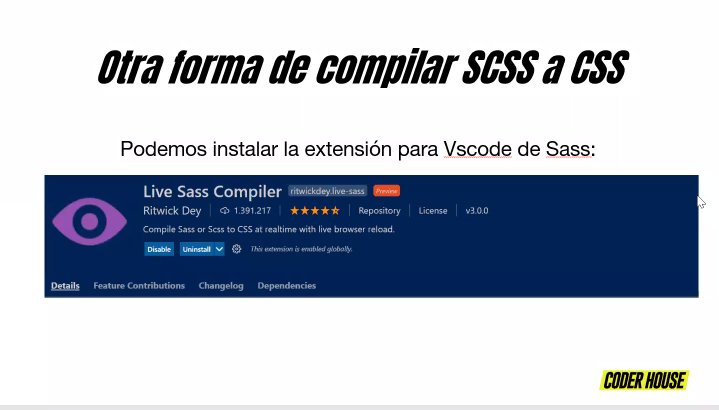 Otra forma de compilar SCSS a CSS
Podemos instalar la extensión para Vscode de Sass:
Live Sass Compiler ritwickdey.live-sass Preview
Ritwick Dey 1.391.217 Repository License v3.0.0
Compile Sass or Scss to CSS at realtime with live browser reload.
Disable Uninstall This extension is enabled globally.
Details Feature Contributions Changelog Dependencies
CODER HOUSE